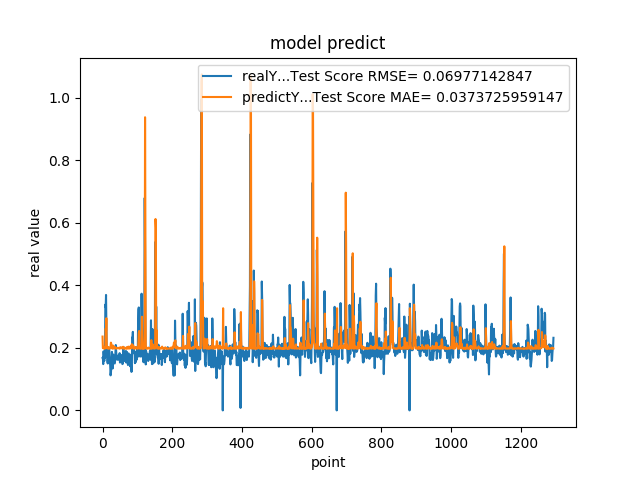 model predict
realY...Test Score RMSE= 0.06977142847
predictY...Test Score MAE= 0.0373725959147
1.0
0.8
0.6
0.4
0.2
0.0
real value
0 200 400 600 800 1000 1200
point